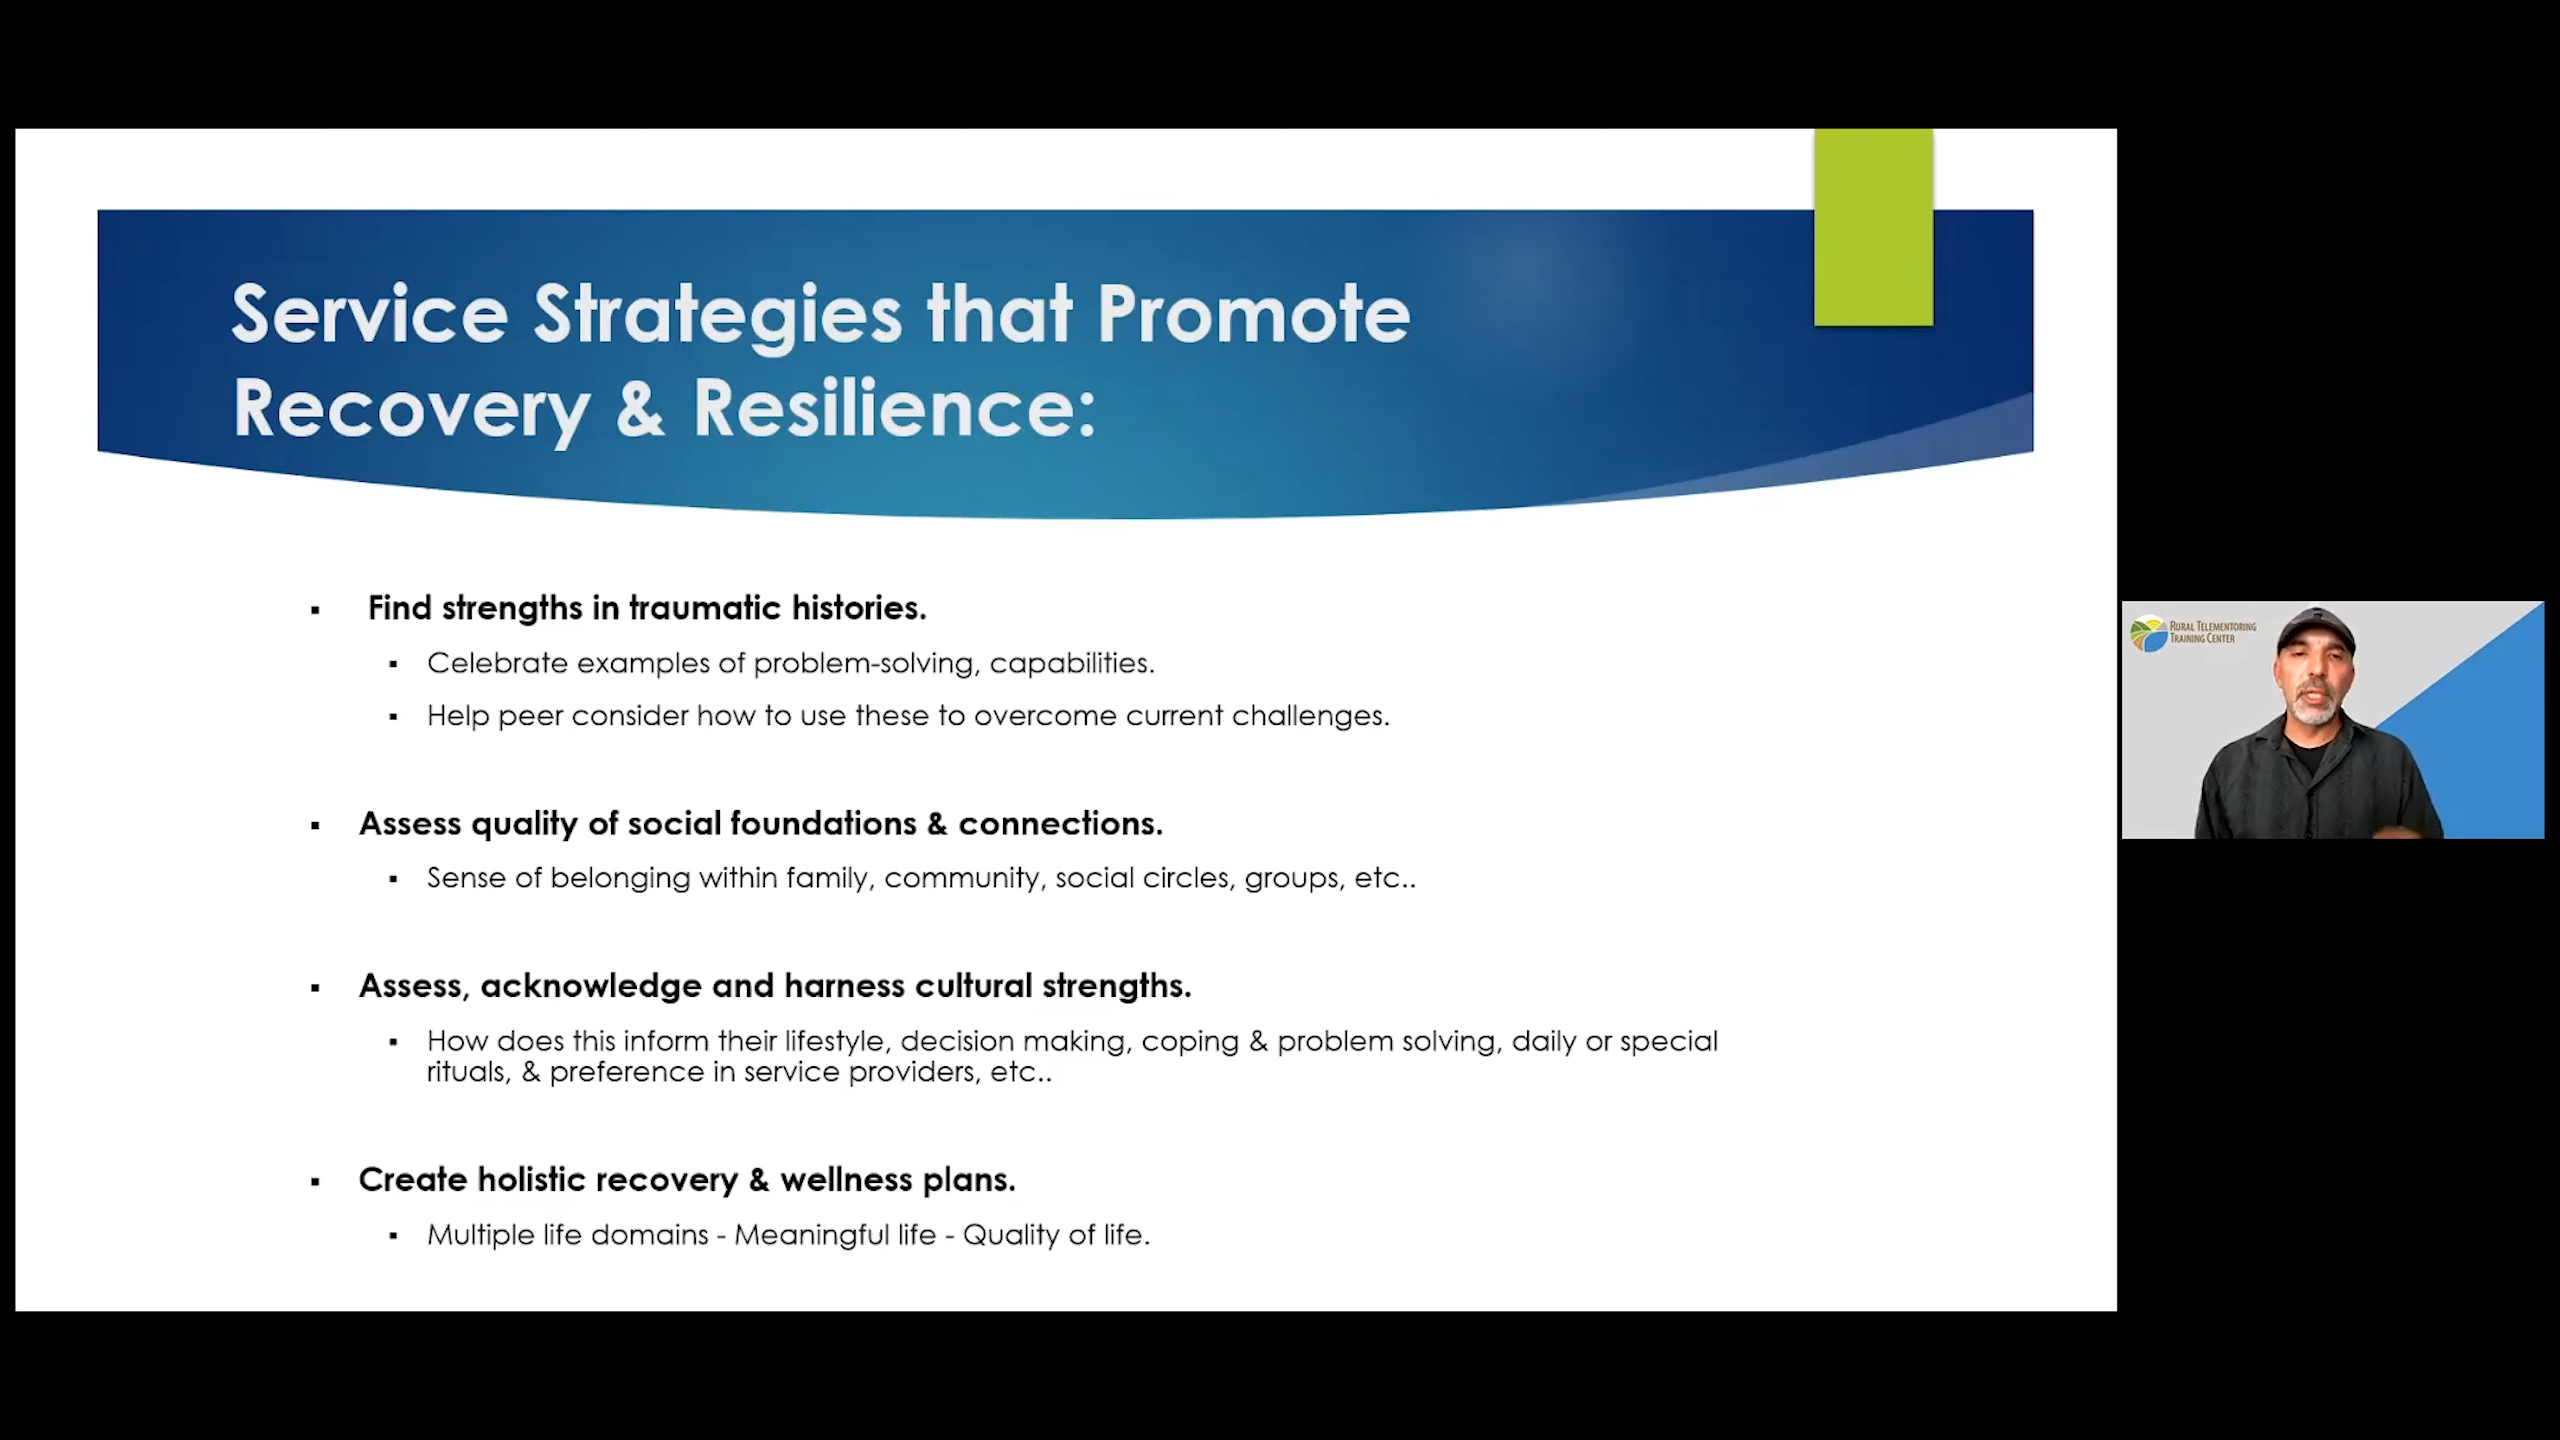 Service Strategies that Promote
Recovery & Resilience:
Find strengths in traumatic histories.
Celebrate examples of problem-solving, capabilities.
Help peer consider how to use these to overcome current challenges.
Assess quality of social foundations & connections.
Sense of belonging within family, community, social circles, groups, etc..
Assess, acknowledge and harness cultural strengths.
How does this inform their lifestyle, decision making, coping & problem solving, daily or special
rituals, & preference in service providers, etc..
Create holistic recovery & wellness plans.
Multiple life domains - Meaningful life - Quality of life.
RURAL TELEMENTORING
TRAINING CENTER